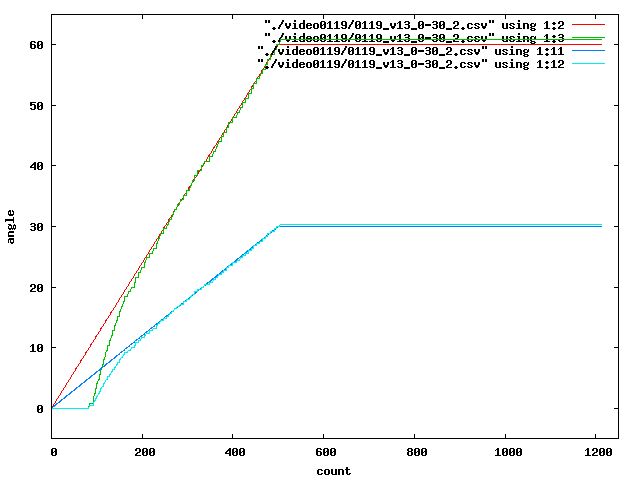 "./video0119/0119_v13_0-30_2.csv" using 1:2
"./video0119/0119_v13_0-30_2.csv" using 1:3
"./video0119/0119_v13_0-30_2.csv" using 1:11
"./video0119/0119_v13_0-30_2.csv" using 1:12
60
50
40
30
20
10
0
angle
0 200 400 600 800 1000 1200
count